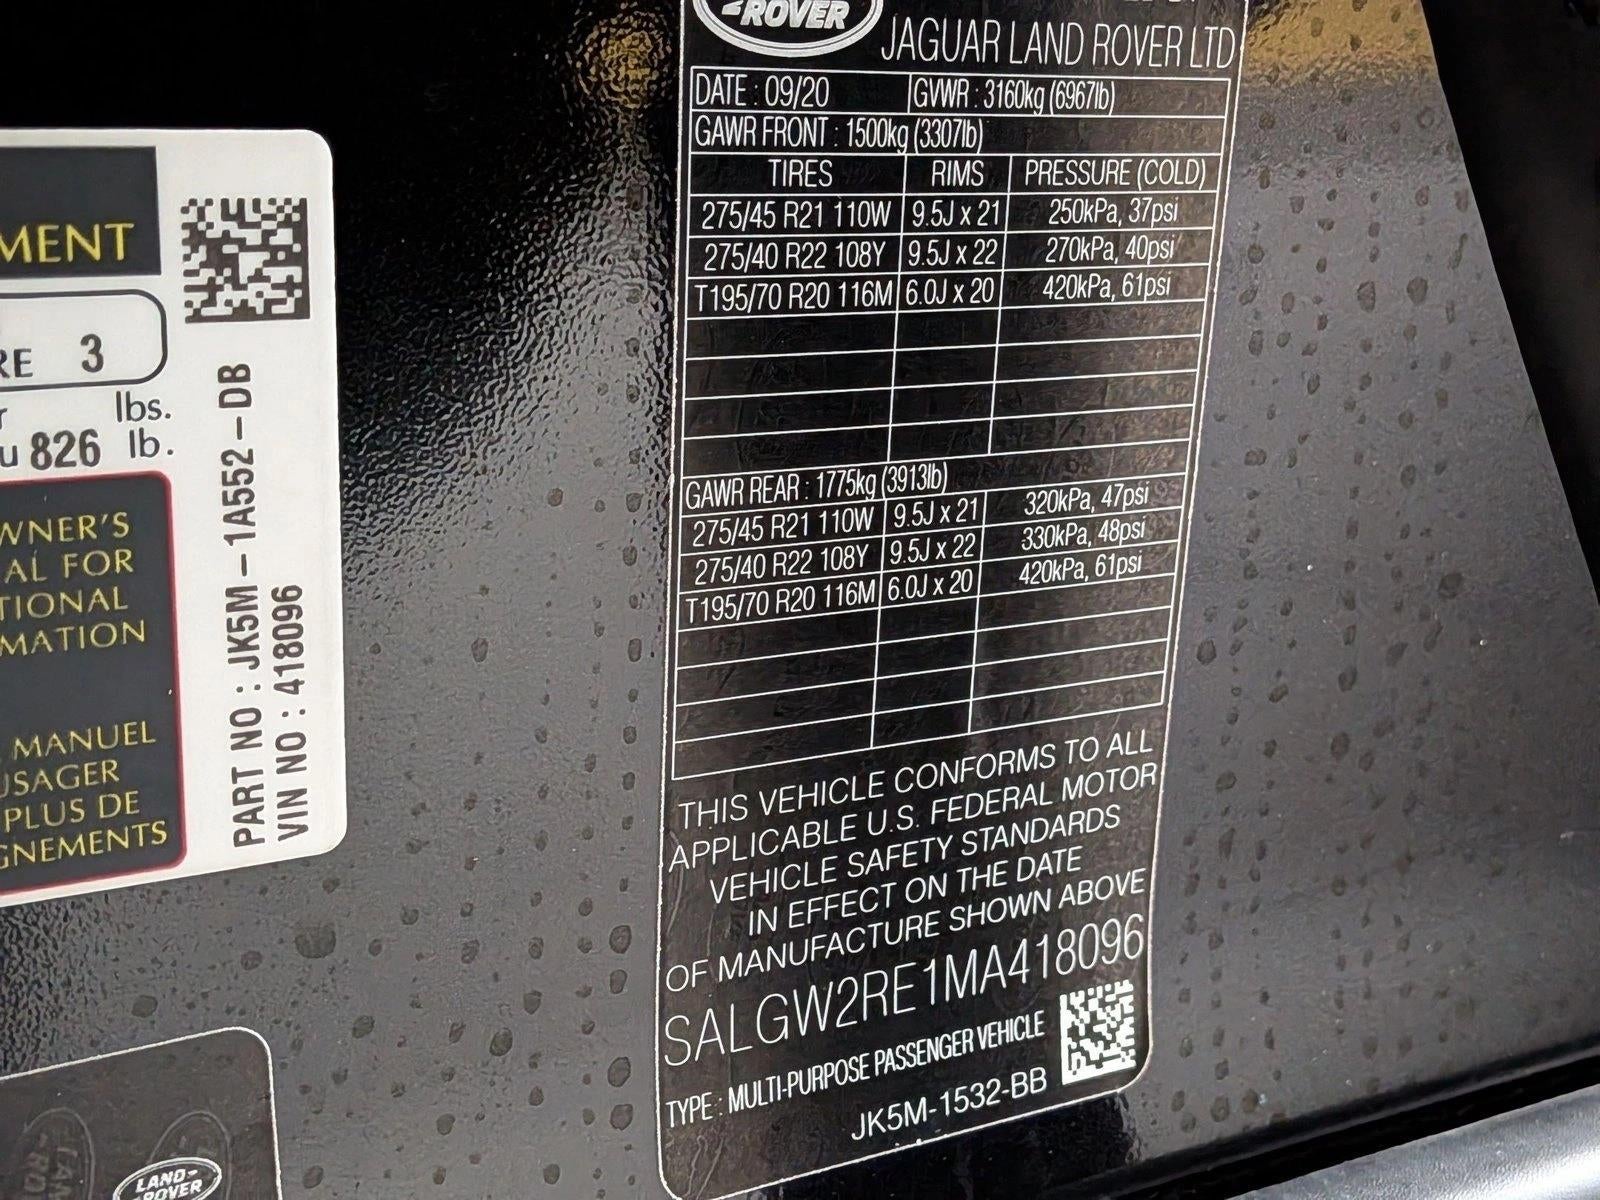 MENT
RE 3
lbs.
u 826 lb.
WNER'S
AL FOR
TIONAL
MATION
MANUEL
USAGER
PLUS DE
GNEMENTS
PART NO : JK5M-1A552-DB
VIN NO : 418096
LAND-
ROVER
-ROVER
JAGUAR LAND ROVER LTD
DATE : 09/20 GVWR : 3160kg (6967lb)
GAWR FRONT : 1500kg (3307lb)
TIRES RIMS PRESSURE (COLD)
275/45 R21 110W 9.5J x 21 250kPa, 37psi
275/40 R22 108Y 9.5J x 22 270kPa, 40psi
T195/70 R20 116M 6.0J x 20 420kPa, 61psi
GAWR REAR : 1775kg (3913lb)
275/45 R21 110W 9.5J x 21 320kPa, 47psi
275/40 R22 108Y 9.5J x 22 330kPa, 48psi
T195/70 R20 116M 6.0J x 20 420kPa, 61psi
THIS VEHICLE CONFORMS TO ALL
APPLICABLE U.S. FEDERAL MOTOR
VEHICLE SAFETY STANDARDS
IN EFFECT ON THE DATE
OF MANUFACTURE SHOWN ABOVE
SALGW2RE1MA418096
TYPE : MULTI-PURPOSE PASSENGER VEHICLE
JK5M-1532-BB